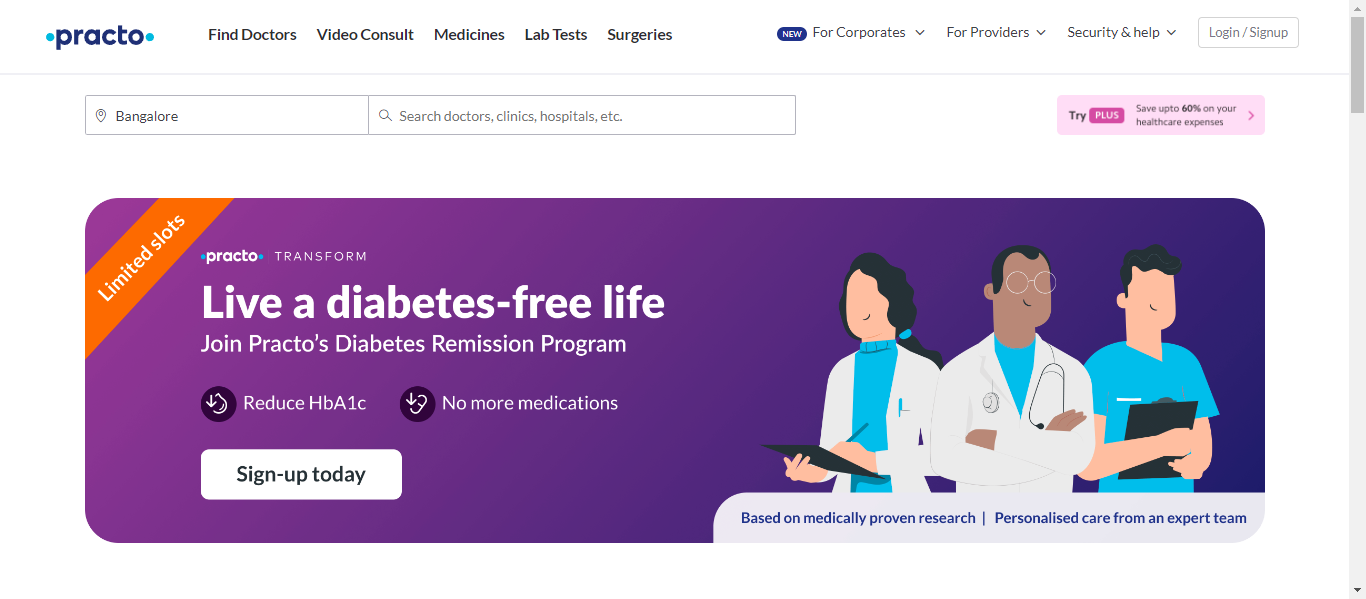 practo
Find Doctors
Video Consult
Medicines
Lab Tests
Surgeries
NEW For Corporates
For Providers
Security & help
Login / Signup
Bangalore
Search doctors, clinics, hospitals, etc.
Try PLUS
Save upto 60% on your
healthcare expenses
Limited slots
practo TRANSFORM
Live a diabetes-free life
Join Practo's Diabetes Remission Program
Reduce HbA1c
No more medications
Sign-up today
Based on medically proven research | Personalised care from an expert team